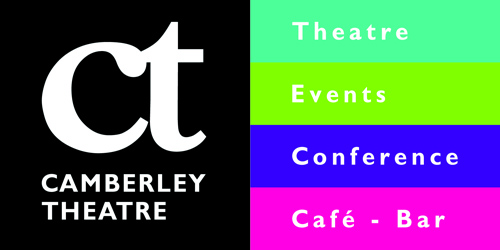 ct
CAMBERLEY
THEATRE
Theatre
Events
Conference
Café - Bar